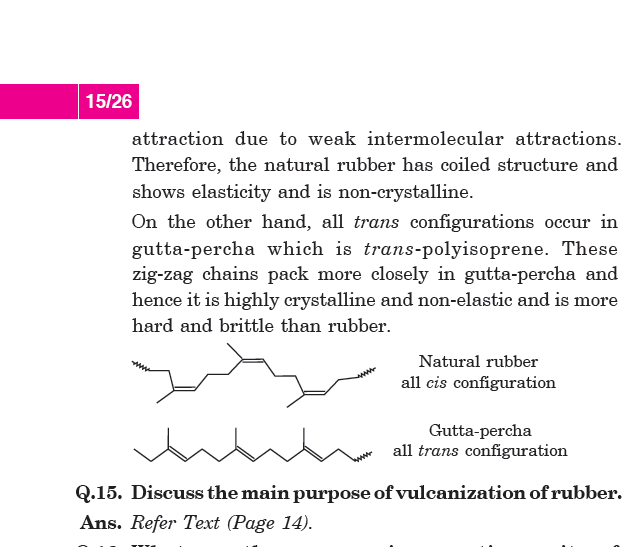 15/26
attraction due to weak intermolecular attractions.
Therefore, the natural rubber has coiled structure and
shows elasticity and is non-crystalline.
On the other hand, all trans configurations occur in
gutta-percha which is trans-polyisoprene. These
zig-zag chains pack more closely in gutta-percha and
hence it is highly crystalline and non-elastic and is more
hard and brittle than rubber.
Natural rubber
all cis configuration
Gutta-percha
all trans configuration
Q.15. Discuss the main purpose of vulcanization of rubber.
Ans. Refer Text (Page 14).